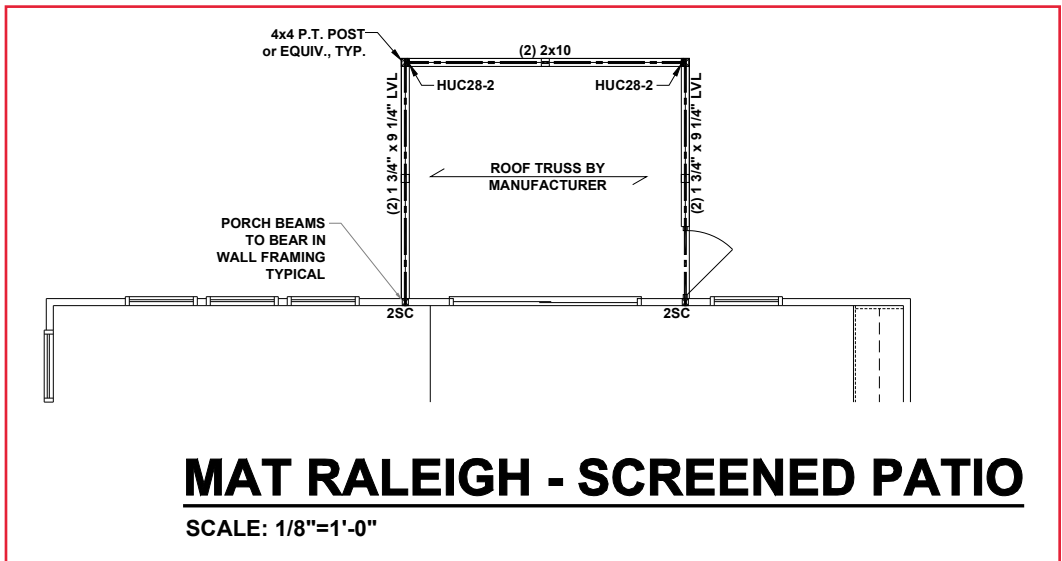 4x4 P.T. POST
or EQUIV., TYP.
(2) 2x10
HUC28-2
HUC28-2
(2) 1 3/4" x 9 1/4" LVL
(2) 1 3/4" x 9 1/4" LVL
ROOF TRUSS BY
MANUFACTURER
PORCH BEAMS
TO BEAR IN
WALL FRAMING
TYPICAL
2SC
2SC
MAT RALEIGH - SCREENED PATIO
SCALE: 1/8"=1'-0"